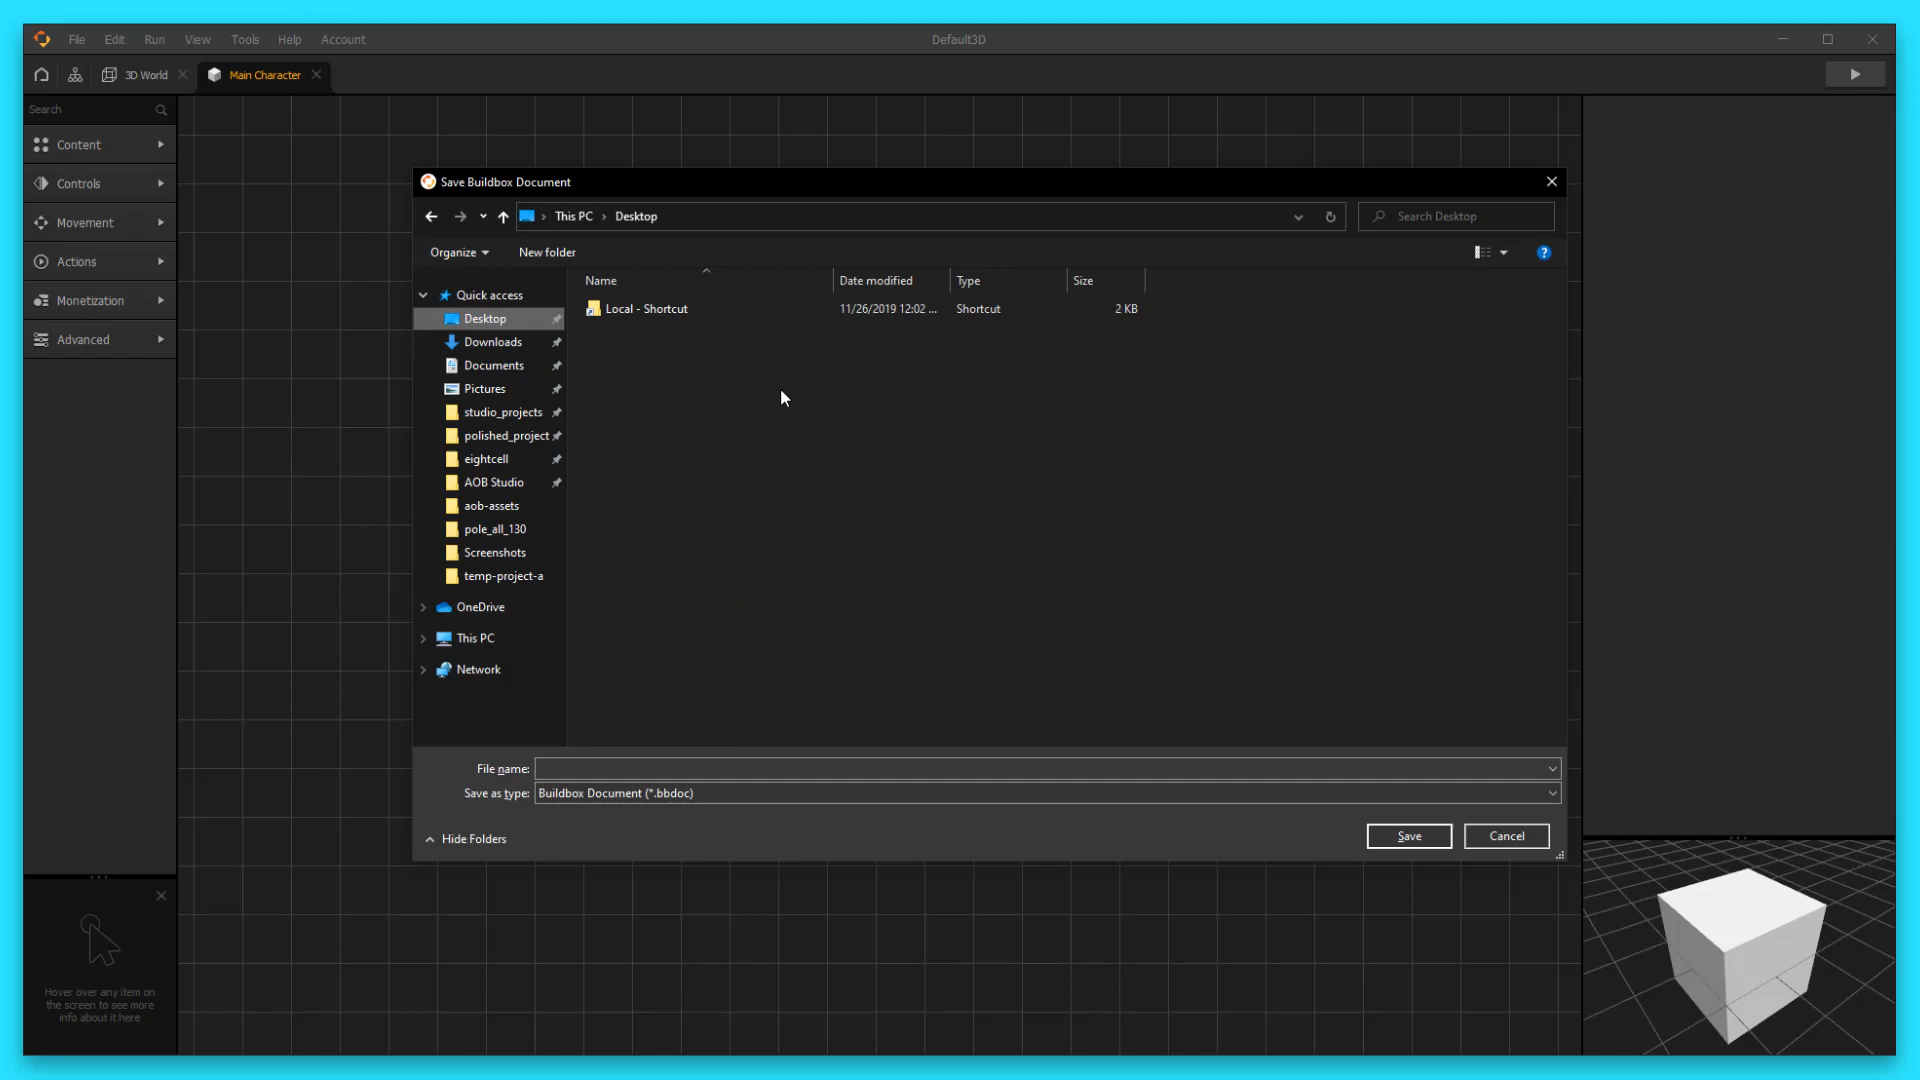 File Edit Run View Tools Help Account Default3D
3D World Main Character
Search
Content
Controls
Movement
Actions
Monetization
Advanced
Save Buildbox Document
This PC Desktop Search Desktop
Organize New folder
Name Date modified Type Size
Local - Shortcut 11/26/2019 12:02 ... Shortcut 2 KB
Quick access
Desktop
Downloads
Documents
Pictures
studio_projects
polished_project
eightcell
AOB Studio
aob-assets
pole_all_130
Screenshots
temp-project-a
OneDrive
This PC
Network
File name:
Save as type: Buildbox Document (*.bbdoc)
Hide Folders Save Cancel
Hover over any item on
the screen to see more
info about it here